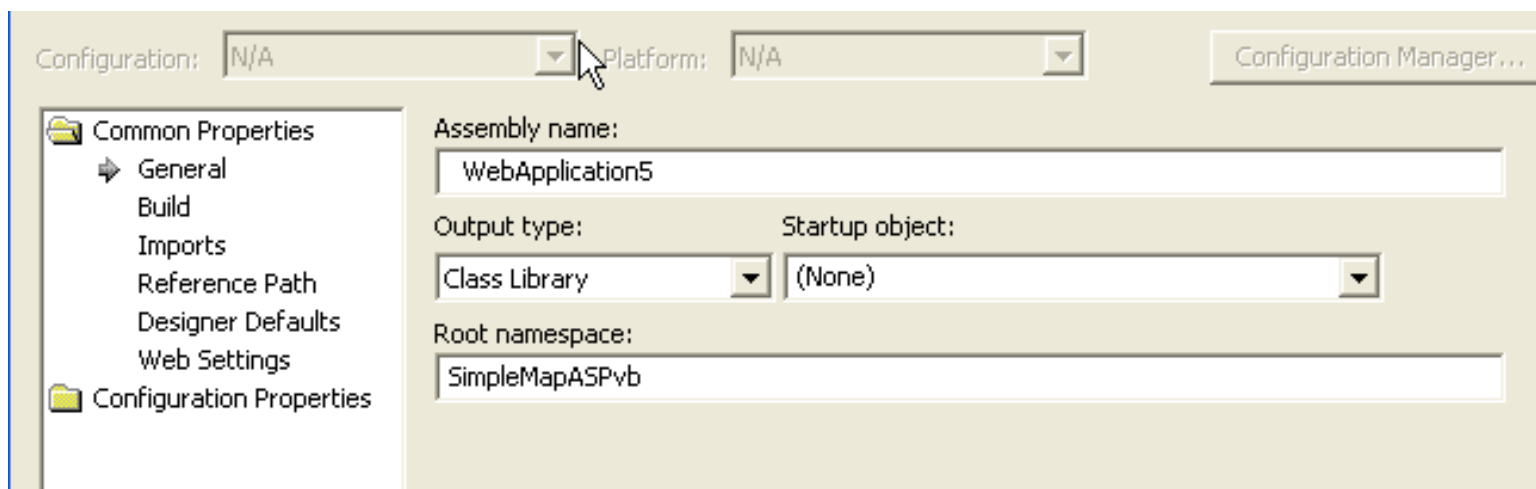 Configuration: N/A Platform: N/A Configuration Manager...
Common Properties
General
Build
Imports
Reference Path
Designer Defaults
Web Settings
Configuration Properties
Assembly name:
WebApplication5
Output type: Startup object:
Class Library (None)
Root namespace:
SimpleMapASPvb